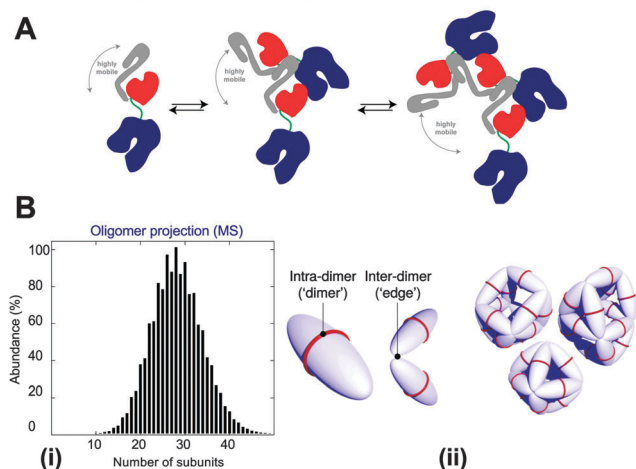 A
highly
mobile
highly
mobile
highly
mobile
B
Oligomer projection (MS)
Abundance (%)
100
80
60
40
20
0
10
20
30
40
Number of subunits
(i)
Intra-dimer
('dimer')
Inter-dimer
('edge')
(ii)